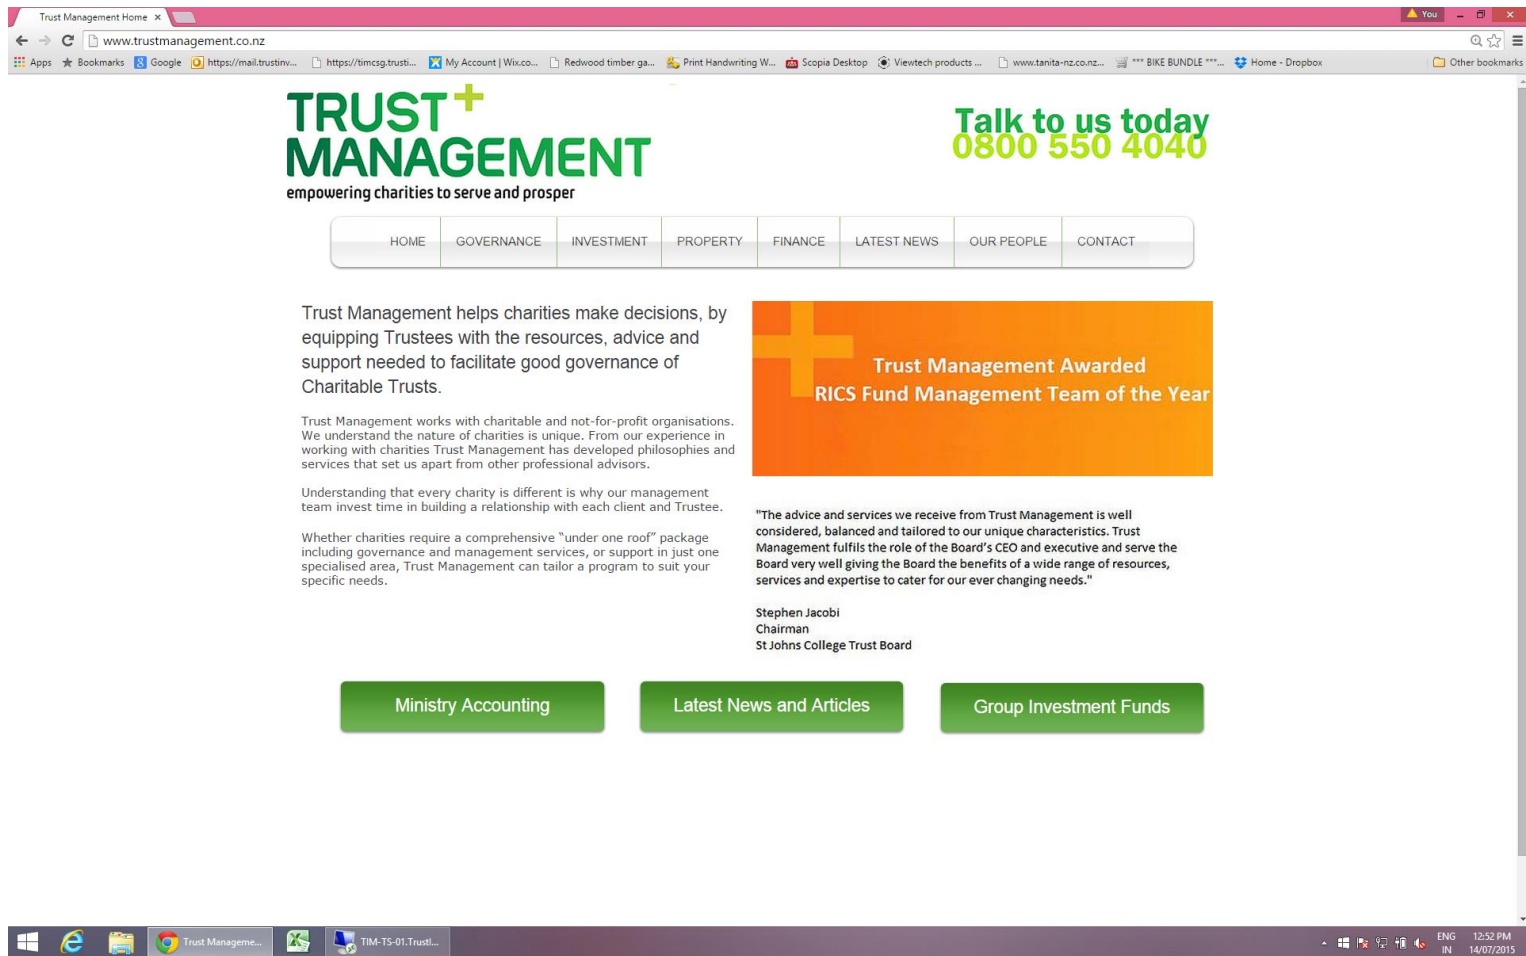 Trust Management Home
You
www.trustmanagement.co.nz
Apps
Bookmarks
Google
https://mail.trustinv...
https://timcsg.trusti...
My Account | Wix.co...
Redwood timber ga...
Print Handwriting W...
Scopia Desktop
Viewtech products ...
www.tanita-nz.co.nz...
*** BIKE BUNDLE ***...
Home - Dropbox
Other bookmarks
TRUST+
MANAGEMENT
empowering charities to serve and prosper
Talk to us today
0800 550 4040
HOME
GOVERNANCE
INVESTMENT
PROPERTY
FINANCE
LATEST NEWS
OUR PEOPLE
CONTACT
Trust Management helps charities make decisions, by
equipping Trustees with the resources, advice and
support needed to facilitate good governance of
Charitable Trusts.
Trust Management works with charitable and not-for-profit organisations.
We understand the nature of charities is unique. From our experience in
working with charities Trust Management has developed philosophies and
services that set us apart from other professional advisors.
Understanding that every charity is different is why our management
team invest time in building a relationship with each client and Trustee.
Whether charities require a comprehensive “under one roof” package
including governance and management services, or support in just one
specialised area, Trust Management can tailor a program to suit your
specific needs.
Trust Management Awarded
RICS Fund Management Team of the Year
"The advice and services we receive from Trust Management is well
considered, balanced and tailored to our unique characteristics. Trust
Management fulfils the role of the Board’s CEO and executive and serve the
Board very well giving the Board the benefits of a wide range of resources,
services and expertise to cater for our ever changing needs."
Stephen Jacobi
Chairman
St Johns College Trust Board
Ministry Accounting
Latest News and Articles
Group Investment Funds
Trust Manageme...
TIM-TS-01.Trustl...
ENG
IN
12:52 PM
14/07/2015